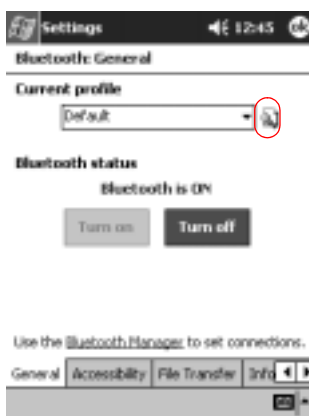 Settings 12:45 ok
Bluetooth: General
Current profile
Default
Bluetooth status
Bluetooth is ON
Turn on Turn off
Use the Bluetooth Manager to set connections.
General Accessibility File Transfer Info